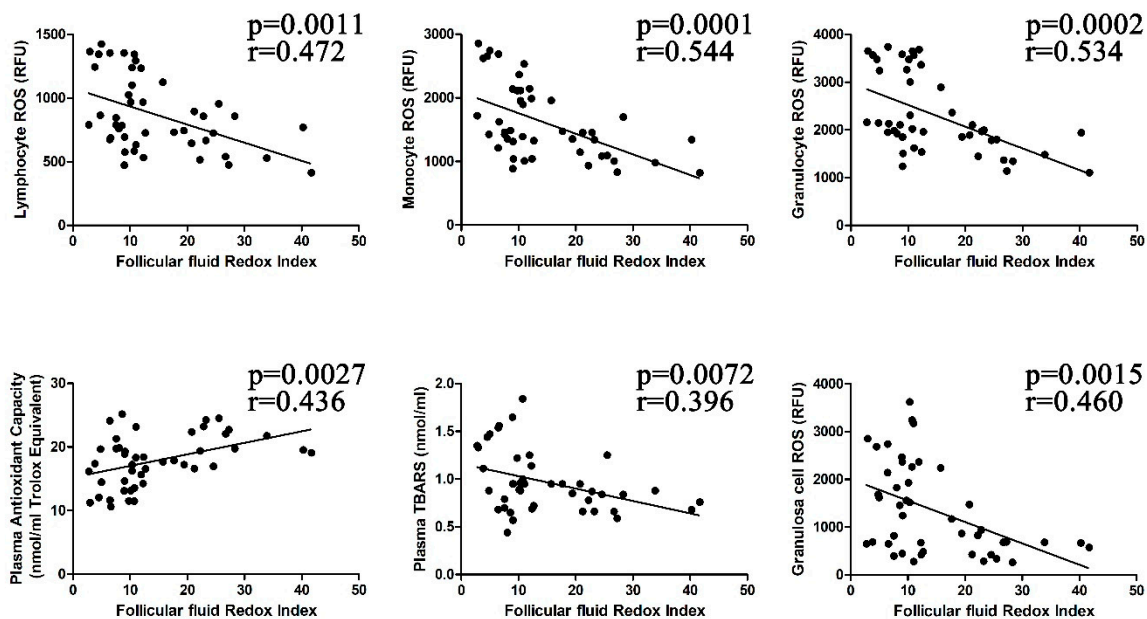 p=0.0011
r=0.472
Lymphocyte ROS (RFU)
1500
1000
500
0
0 10 20 30 40 50
Follicular fluid Redox Index
p=0.0001
r=0.544
Monocyte ROS (RFU)
3000
2000
1000
0
0 10 20 30 40 50
Follicular fluid Redox Index
p=0.0002
r=0.534
Granulocyte ROS (RFU)
4000
3000
2000
1000
0
0 10 20 30 40 50
Follicular fluid Redox Index
p=0.0027
r=0.436
Plasma Antioxidant Capacity
(nmol/ml Trolox Equivalent)
30
20
10
0
0 10 20 30 40 50
Follicular fluid Redox Index
p=0.0072
r=0.396
Plasma TBARS (nmol/ml)
2.0
1.5
1.0
0.5
0.0
0 10 20 30 40 50
Follicular fluid Redox Index
p=0.0015
r=0.460
Granulosa cell ROS (RFU)
4000
3000
2000
1000
0
0 10 20 30 40 50
Follicular fluid Redox Index